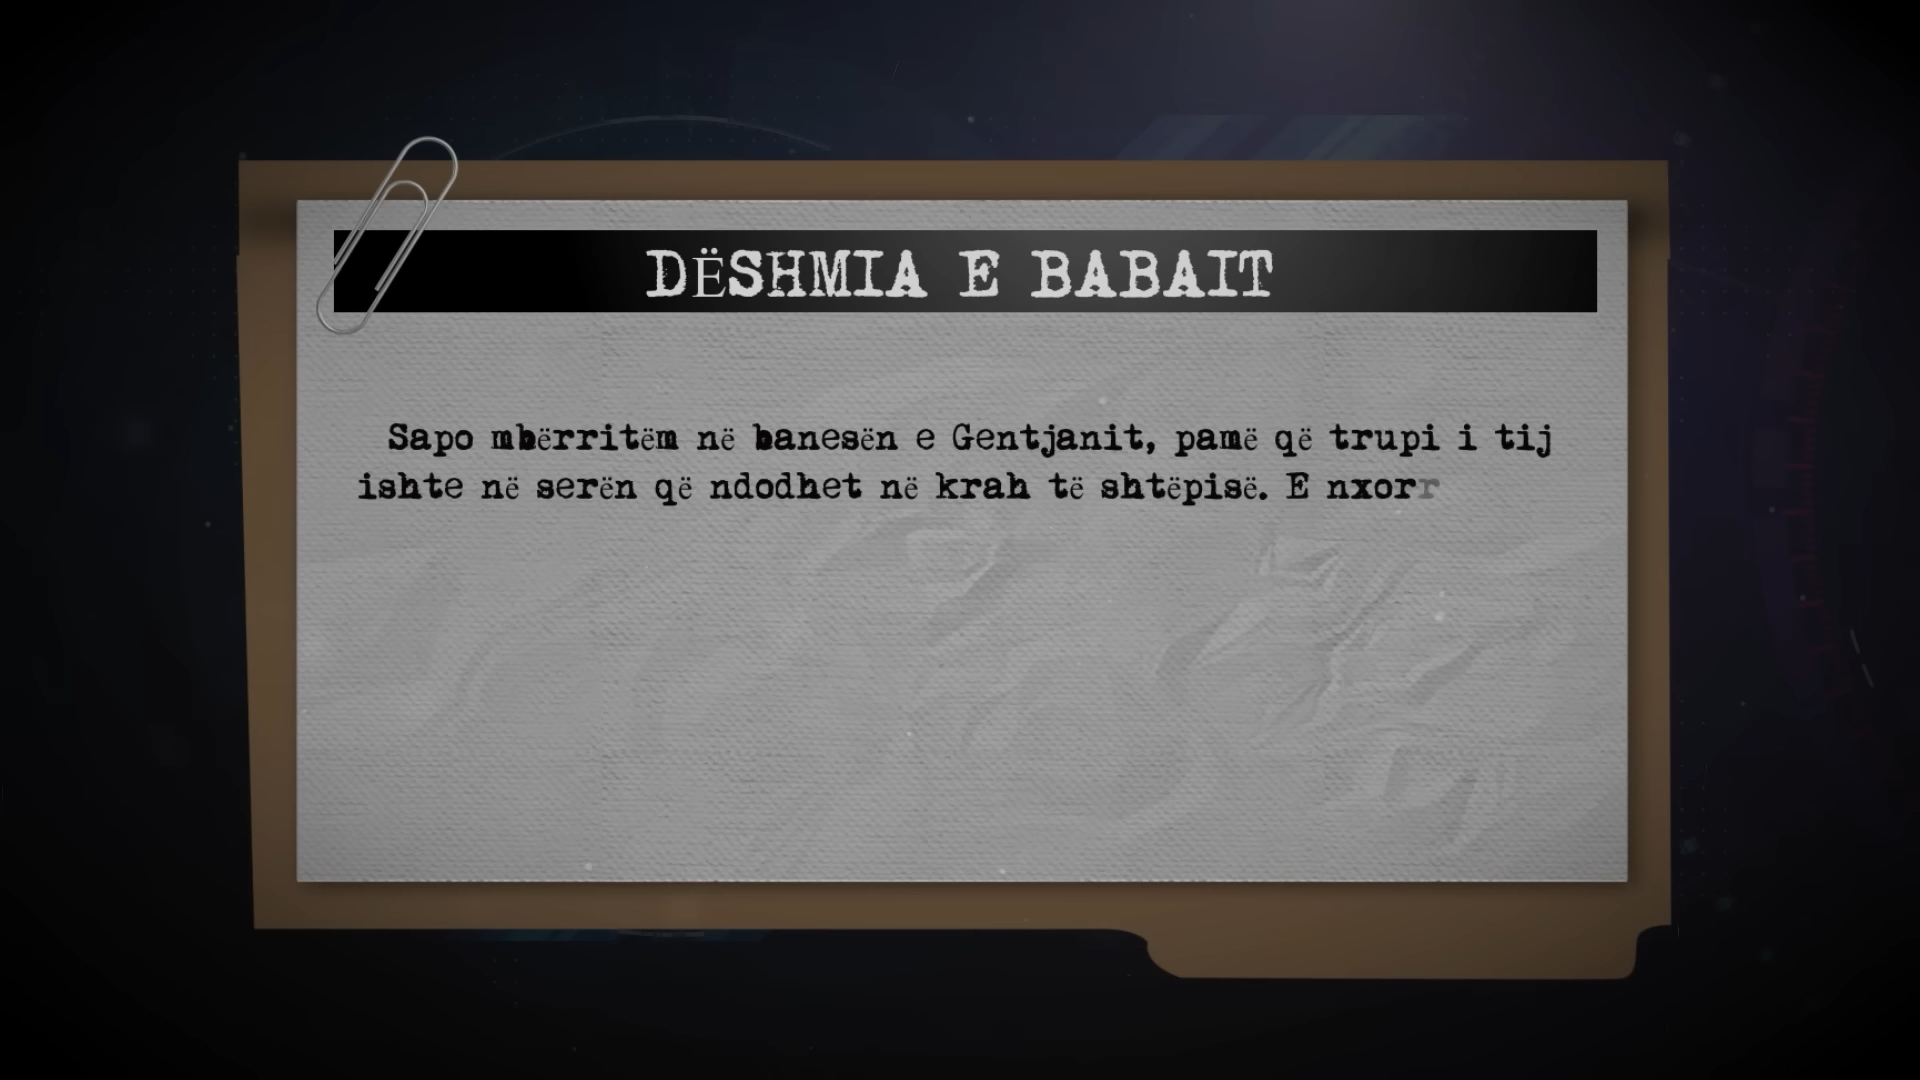 DËSHMIA E BABAIT
Sapo mbërritëm në banesën e Gentjanit, pamë që trupi i tij
ishte në serën që ndodhet në krah të shtëpisë. E nxorr